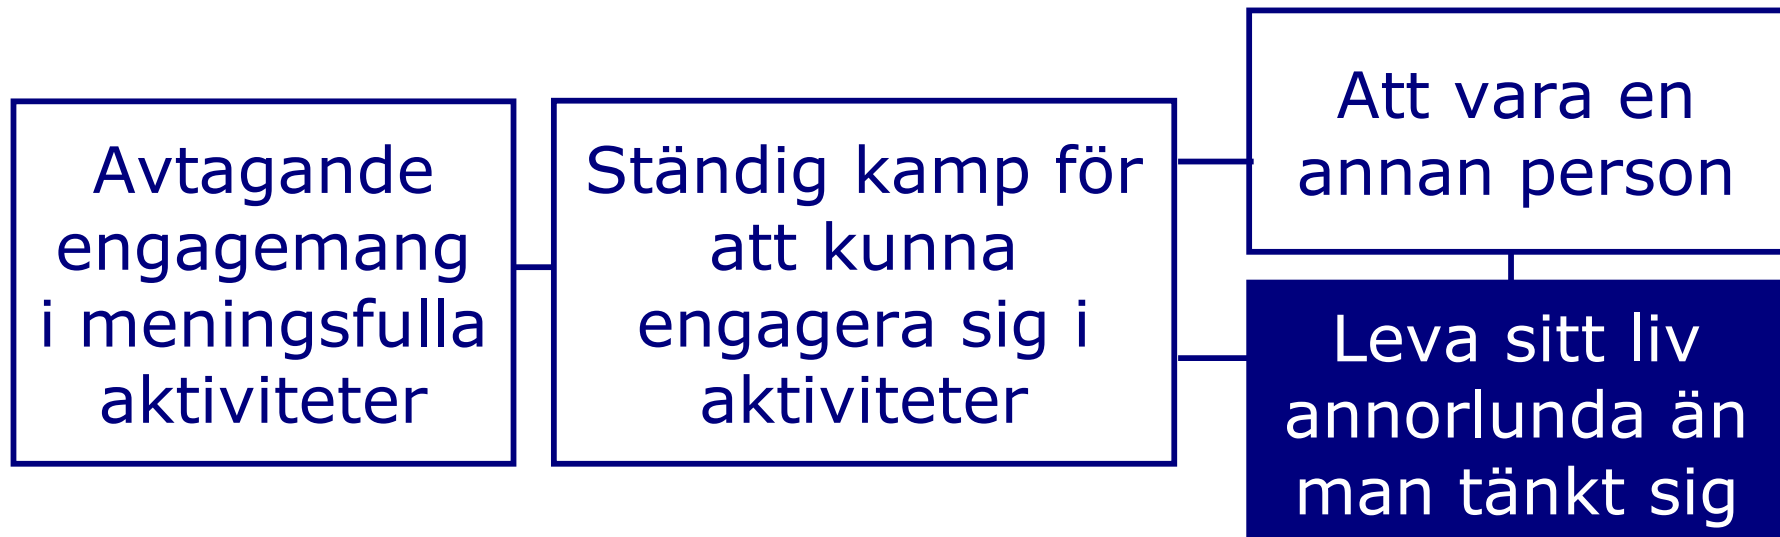 Avtagande
engagemang
i meningsfulla
aktiviteter
Ständig kamp för
att kunna
engagera sig i
aktiviteter
Att vara en
annan person
Leva sitt liv
annorlunda än
man tänkt sig